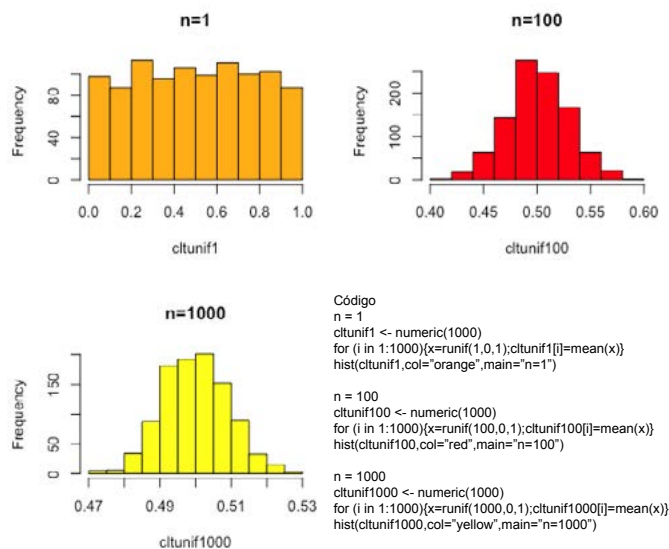 n=1
Frequency
0 40 80
0.0 0.2 0.4 0.6 0.8 1.0
cltunif1
n=100
Frequency
0 100 200
0.40 0.45 0.50 0.55 0.60
cltunif100
n=1000
Frequency
0 50 150
0.47 0.49 0.51 0.53
cltunif1000
Código
n = 1
cltunif1 <- numeric(1000)
for (i in 1:1000){x=runif(1,0,1);cltunif1[i]=mean(x)}
hist(cltunif1,col="orange",main="n=1”)
n = 100
cltunif100 <- numeric(1000)
for (i in 1:1000){x=runif(100,0,1);cltunif100[i]=mean(x)}
hist(cltunif100,col="red”,main="n=100”)
n = 1000
cltunif1000 <- numeric(1000)
for (i in 1:1000){x=runif(1000,0,1);cltunif1000[i]=mean(x)}
hist(cltunif1000,col="yellow”,main="n=1000”)